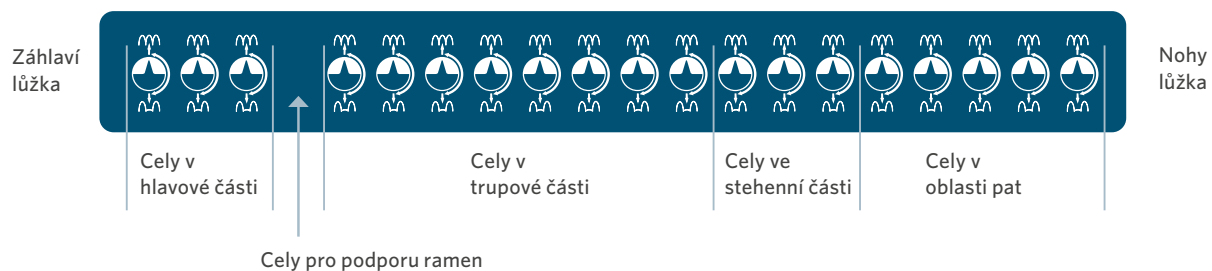 Záhlaví
lůžka
Nohy
lůžka
Cely v
hlavové části
Cely v
trupové části
Cely ve
stehenní části
Cely v
oblasti pat
Cely pro podporu ramen